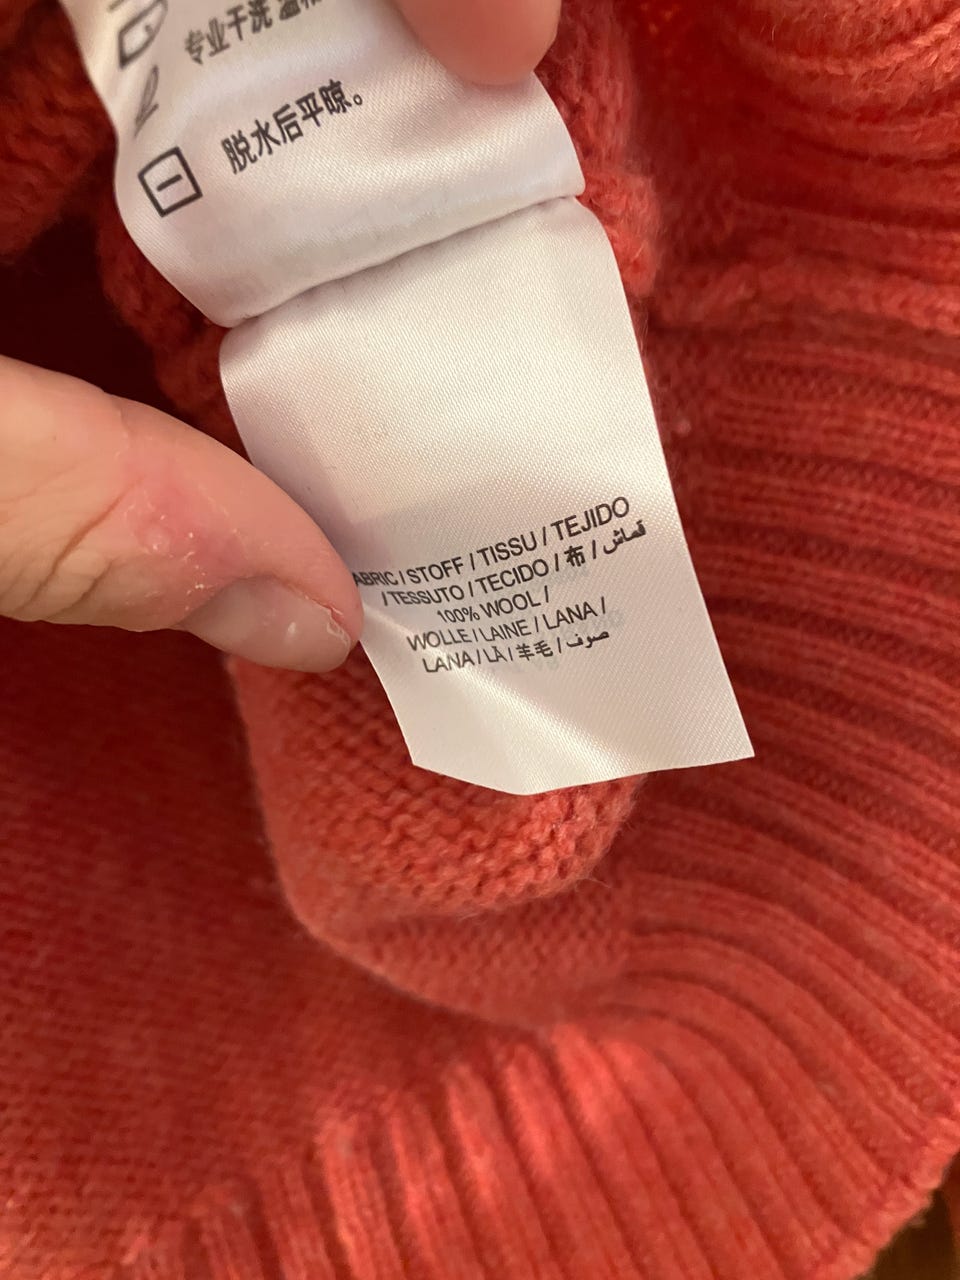 专业干洗
脱水后平晾。
ABRIC / STOFF / TISSU / TEJIDO
/ TESSUTO / TECIDO / 布 / قماش
100% WOOL /
WOLLE / LAINE / LANA /
LANA / LÃ / 羊毛 / صوف